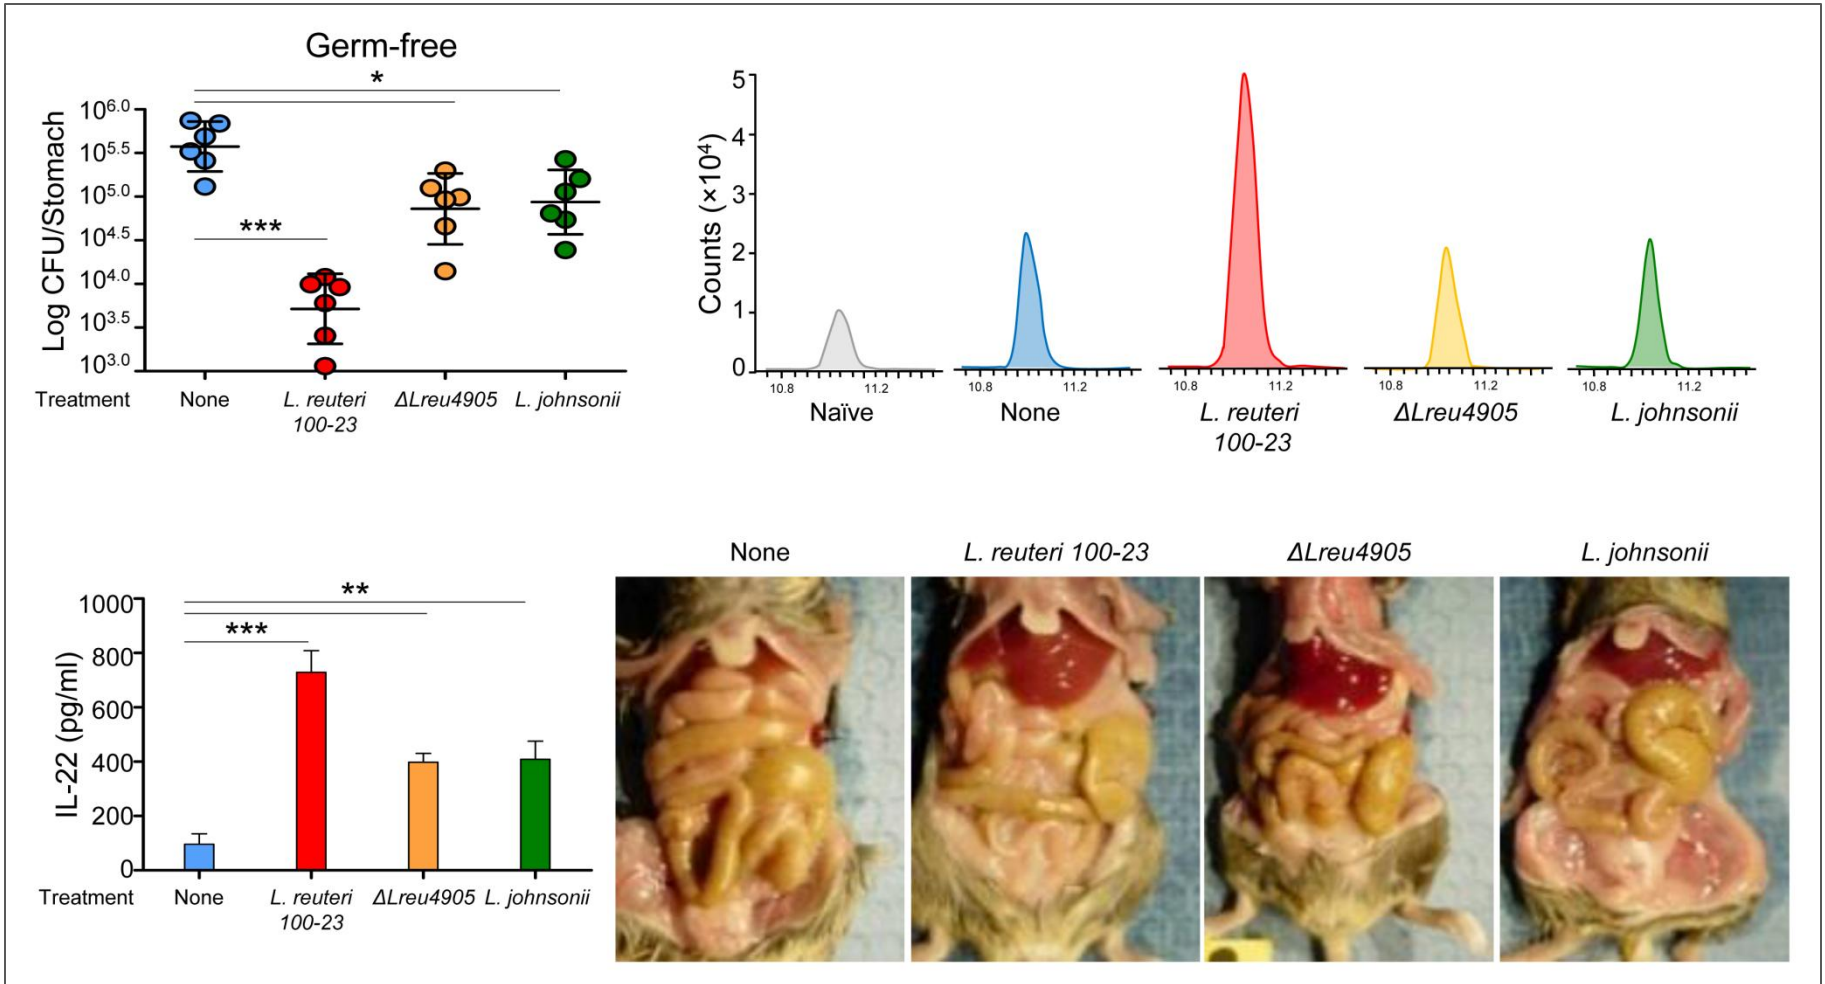 Germ-free
*
***
Log CFU/Stomach
10^6.0
10^5.5
10^5.0
10^4.5
10^4.0
10^3.5
10^3.0
Treatment None L. reuteri 100-23 ΔLreu4905 L. johnsonii
Counts (×10^4)
5
4
3
2
1
0
10.8 11.2 10.8 11.2 10.8 11.2 10.8 11.2 10.8 11.2
Naïve None L. reuteri 100-23 ΔLreu4905 L. johnsonii
**
***
IL-22 (pg/ml)
1000
800
600
400
200
0
Treatment None L. reuteri 100-23 ΔLreu4905 L. johnsonii
None L. reuteri 100-23 ΔLreu4905 L. johnsonii